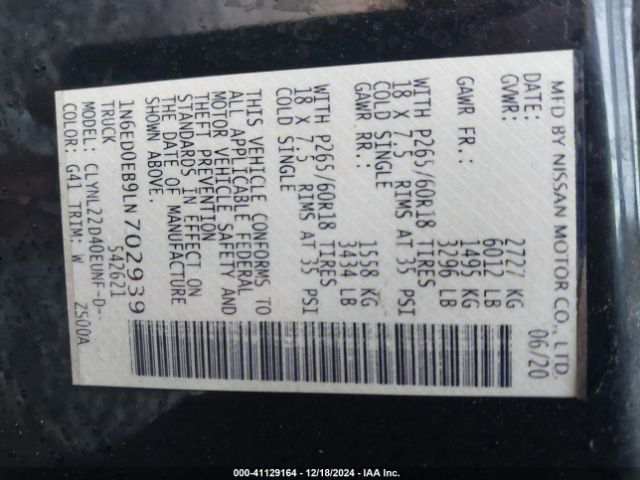 MFD BY NISSAN MOTOR CO., LTD.
DATE: 06/20
GVWR: 2727 KG
6012 LB
GAWR FR.: 1495 KG
3296 LB
WITH P265/60R18 TIRES
18 X 7.5 RIMS AT 35 PSI
COLD SINGLE
GAWR RR.: 1558 KG
3434 LB
WITH P265/60R18 TIRES
18 X 7.5 RIMS AT 35 PSI
COLD SINGLE
THIS VEHICLE CONFORMS TO
ALL APPLICABLE FEDERAL
MOTOR VEHICLE SAFETY AND
THEFT PREVENTION
STANDARDS IN EFFECT ON
THE DATE OF MANUFACTURE
SHOWN ABOVE.
1N6ED0EB9LN702939
TRUCK 542621
MODEL: CLYNL22D40EUNF-D-
COLOR: G41 TRIM: W ZS00A
000-41129164 - 12/18/2024 - IAA Inc.